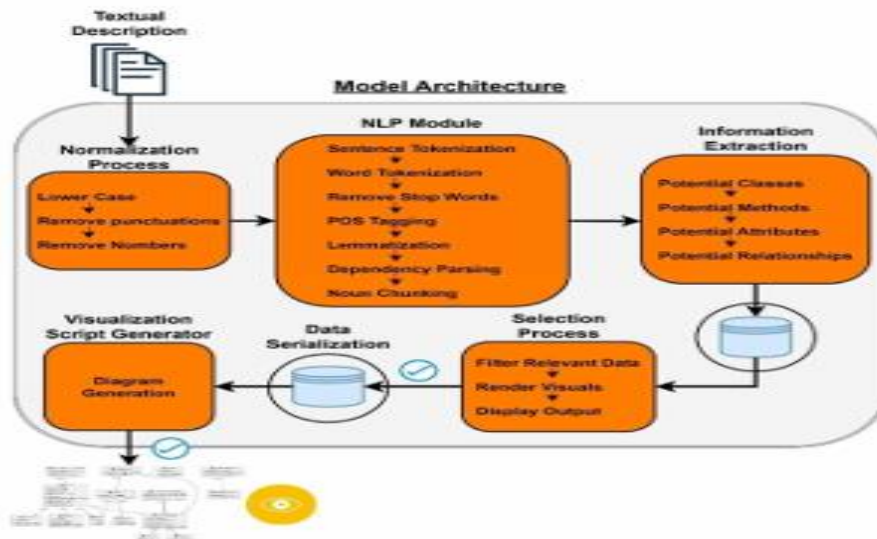 Textual
Description
Model Architecture
Normalization
Process
Lower Case
Remove punctuations
Remove Numbers
NLP Module
Sentence Tokenization
Word Tokenization
Remove Stop Words
POS Tagging
Lemmatization
Dependency Parsing
Noun Chunking
Information
Extraction
Potential Classes
Potential Methods
Potential Attributes
Potential Relationships
Visualization
Script Generator
Diagram
Generation
Data
Serialization
Selection
Process
Filter Relevant Data
Render Visuals
Display Output